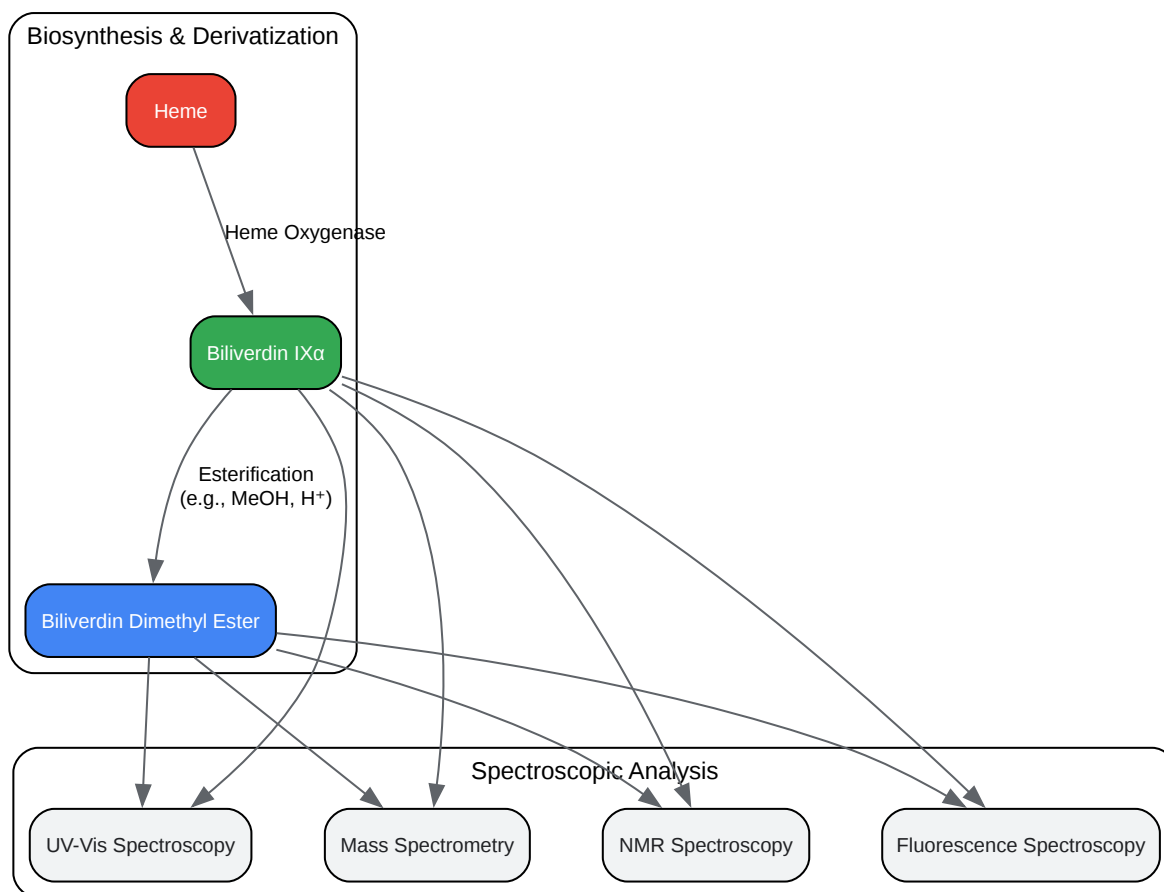 Biosynthesis & Derivatization
Heme
Heme Oxygenase
Biliverdin IXα
Esterification
(e.g., MeOH, H⁺)
Biliverdin Dimethyl Ester
Spectroscopic Analysis
UV-Vis Spectroscopy
Mass Spectrometry
NMR Spectroscopy
Fluorescence Spectroscopy